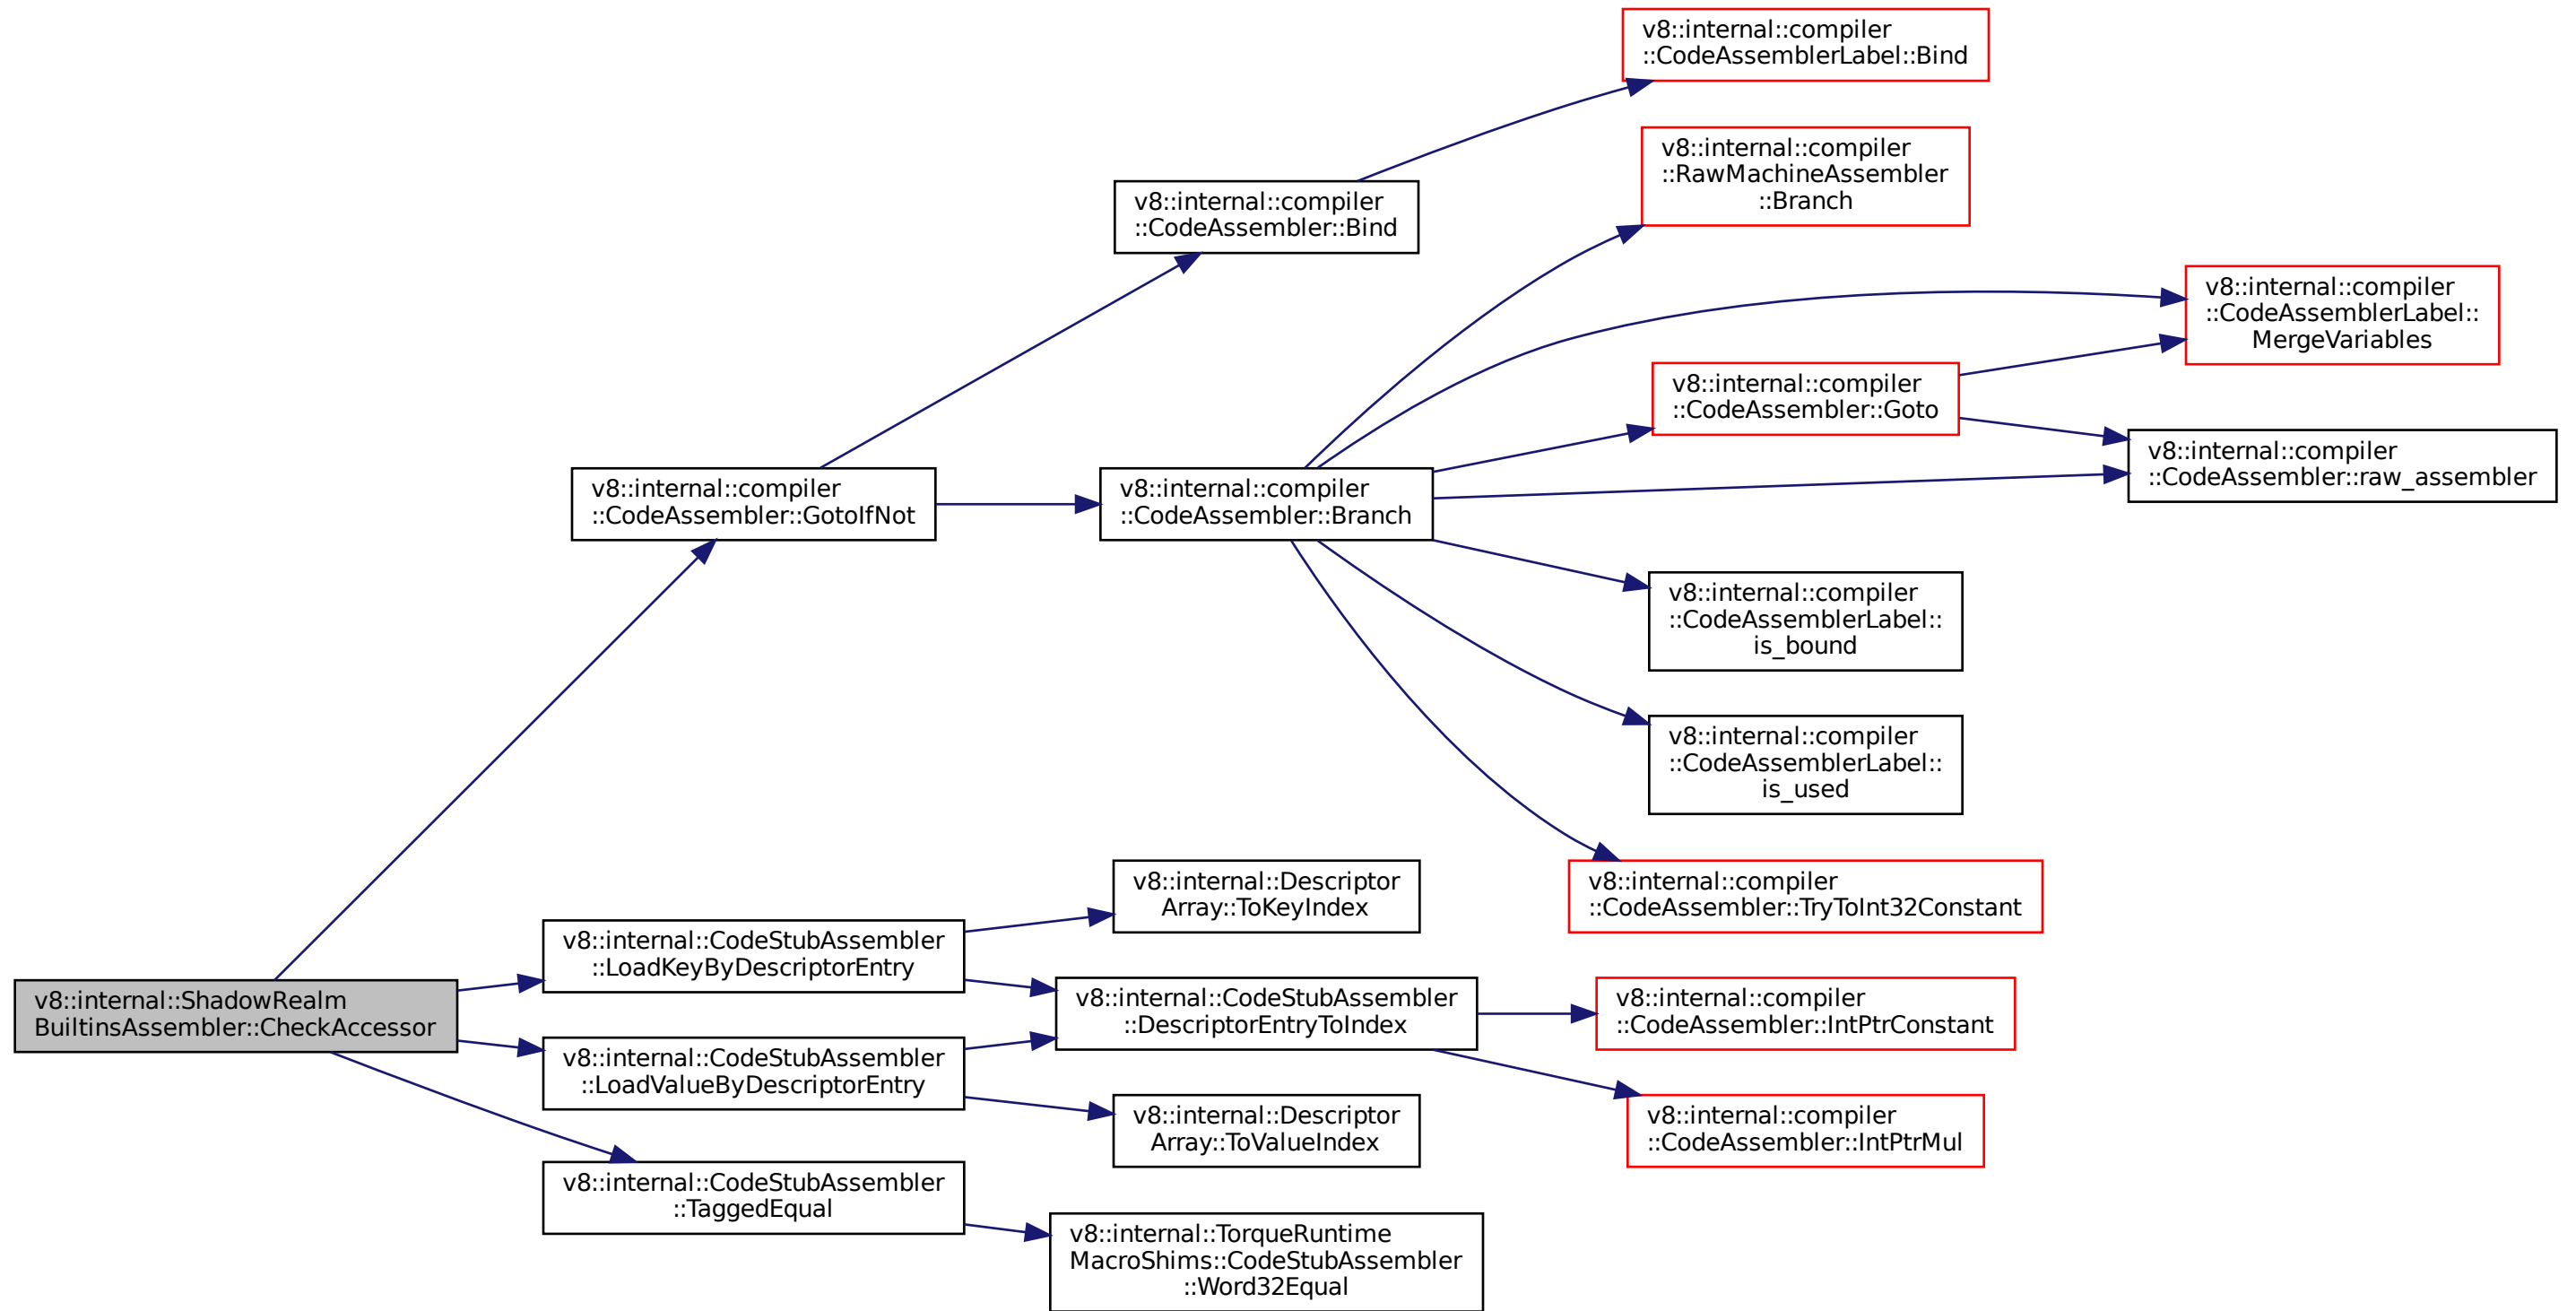 v8::internal::compiler
::CodeAssemblerLabel::Bind
v8::internal::compiler
::RawMachineAssembler
::Branch
v8::internal::compiler
::CodeAssembler::Bind
v8::internal::compiler
::CodeAssemblerLabel::
MergeVariables
v8::internal::compiler
::CodeAssembler::Goto
v8::internal::compiler
::CodeAssembler::raw_assembler
v8::internal::compiler
::CodeAssembler::GotoIfNot
v8::internal::compiler
::CodeAssembler::Branch
v8::internal::compiler
::CodeAssemblerLabel::
is_bound
v8::internal::compiler
::CodeAssemblerLabel::
is_used
v8::internal::Descriptor
Array::ToKeyIndex
v8::internal::compiler
::CodeAssembler::TryToInt32Constant
v8::internal::CodeStubAssembler
::LoadKeyByDescriptorEntry
v8::internal::ShadowRealm
BuiltinsAssembler::CheckAccessor
v8::internal::CodeStubAssembler
::DescriptorEntryToIndex
v8::internal::compiler
::CodeAssembler::IntPtrConstant
v8::internal::CodeStubAssembler
::LoadValueByDescriptorEntry
v8::internal::Descriptor
Array::ToValueIndex
v8::internal::compiler
::CodeAssembler::IntPtrMul
v8::internal::CodeStubAssembler
::TaggedEqual
v8::internal::TorqueRuntime
MacroShims::CodeStubAssembler
::Word32Equal